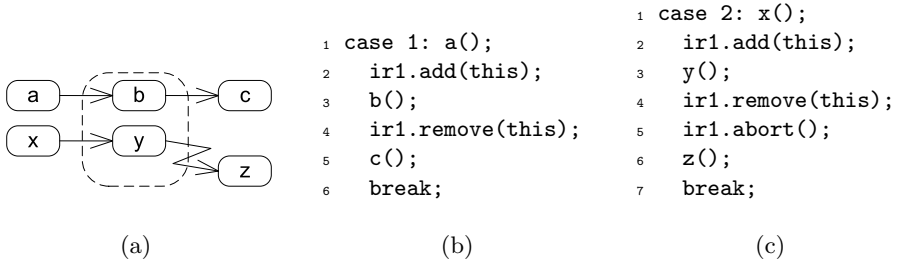 a b c
x y
z
(a)
1 case 1: a();
2 ir1.add(this);
3 b();
4 ir1.remove(this);
5 c();
6 break;
(b)
1 case 2: x();
2 ir1.add(this);
3 y();
4 ir1.remove(this);
5 ir1.abort();
6 z();
7 break;
(c)